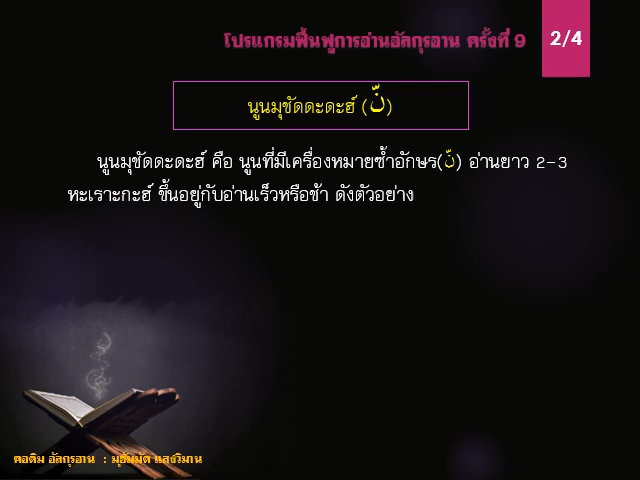 โปรแกรมฟื้นฟูการอ่านอัลกุรอาน ครั้งที่ 9
2/4
นูนมุชัดดะดะฮ์ (نّ)
นูนมุชัดดะดะฮ์ คือ นูนที่มีเครื่องหมายซ้ำอักษร(نّ) อ่านยาว 2-3
หะเราะกะฮ์ ขึ้นอยู่กับอ่านเร็วหรือช้า ดังตัวอย่าง
คอติม อัลกุรอาน : มุฮัมมัด แสงวิมาน